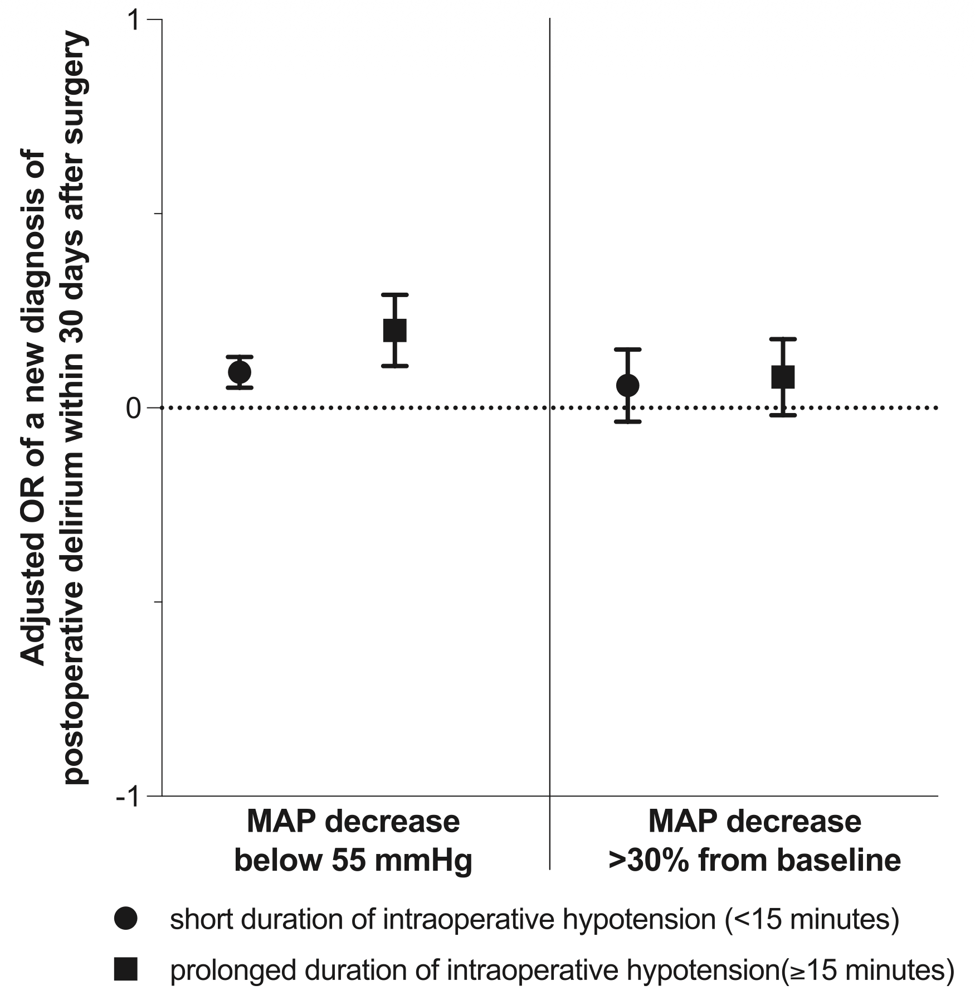 Adjusted OR of a new diagnosis of
postoperative delirium within 30 days after surgery
1
0
-1
MAP decrease
below 55 mmHg
MAP decrease
>30% from baseline
short duration of intraoperative hypotension (<15 minutes)
prolonged duration of intraoperative hypotension(≥15 minutes)